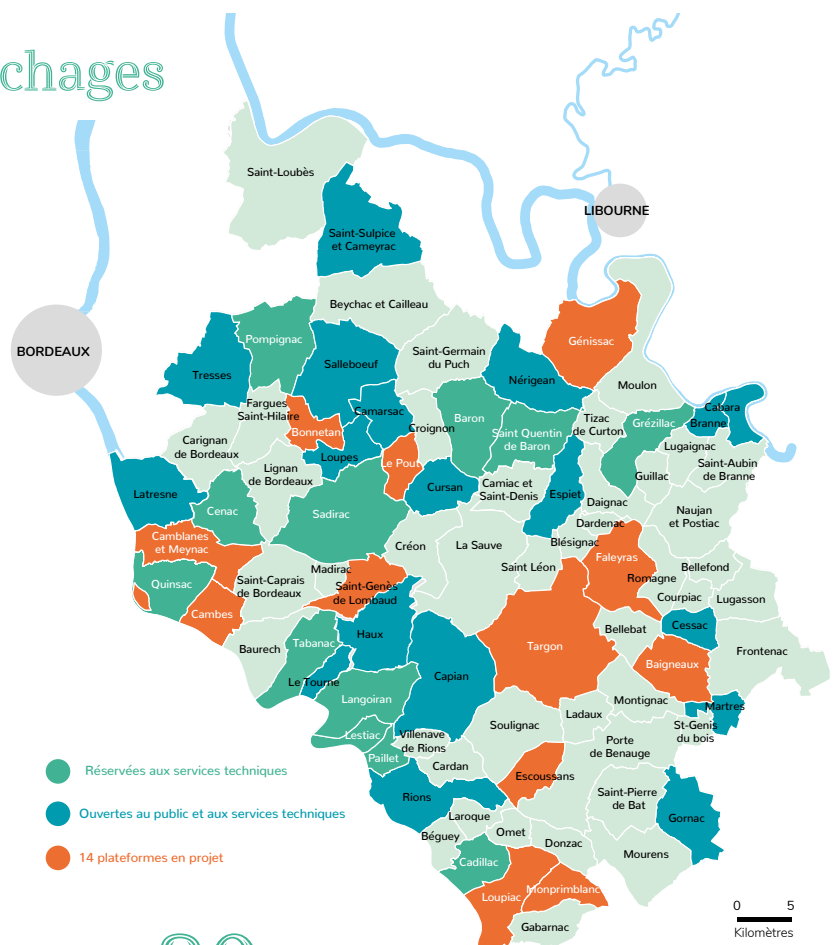 chages
Saint-Loubès
LIBOURNE
Saint-Sulpice
et Cameyrac
Beychac et Cailleau
BORDEAUX
Pompignac
Génissac
Saint-Germain
du Puch
Salleboeuf
Tresses
Nérigean
Moulon
Fargues
Saint-Hilaire
Camarsac
Cabara
Baron
Tizac
de Curton
Grézillac
Branne
Croignon
Bonnetan
Saint Quentin
de Baron
Carignan
de Bordeaux
Lugaignac
Loupes
Le Pout
Saint-Aubin
de Branne
Lignan
de Bordeaux
Guillac
Camiac et
Saint-Denis
Cursan
Espiet
Latresne
Daignac
Cenac
Sadirac
Naujan
et Postiac
Dardenac
Camblanes
et Meynac
Créon
La Sauve
Blésignac
Faleyras
Saint Léon
Bellefond
Madirac
Romagne
Quinsac
Saint-Caprais
de Bordeaux
Saint-Genès
de Lombaud
Courpiac
Lugasson
Cambes
Bellebat
Cessac
Haux
Tabanac
Targon
Baurech
Frontenac
Baigneaux
Capian
Le Tourne
Langoiran
Montignac
Martres
Ladaux
Soulignac
St-Genis
du bois
Lestiac
Villenave
de Rions
Porte
de Benauge
Paillet
Cardan
Réservées aux services techniques
Escoussans
Saint-Pierre
de Bat
Rions
Ouvertes au public et aux services techniques
Laroque
Gornac
Omet
Béguey
Donzac
14 plateformes en projet
Cadillac
Mourens
Monprimblanc
Loupiac
Gabarnac
0 5
Kilomètres